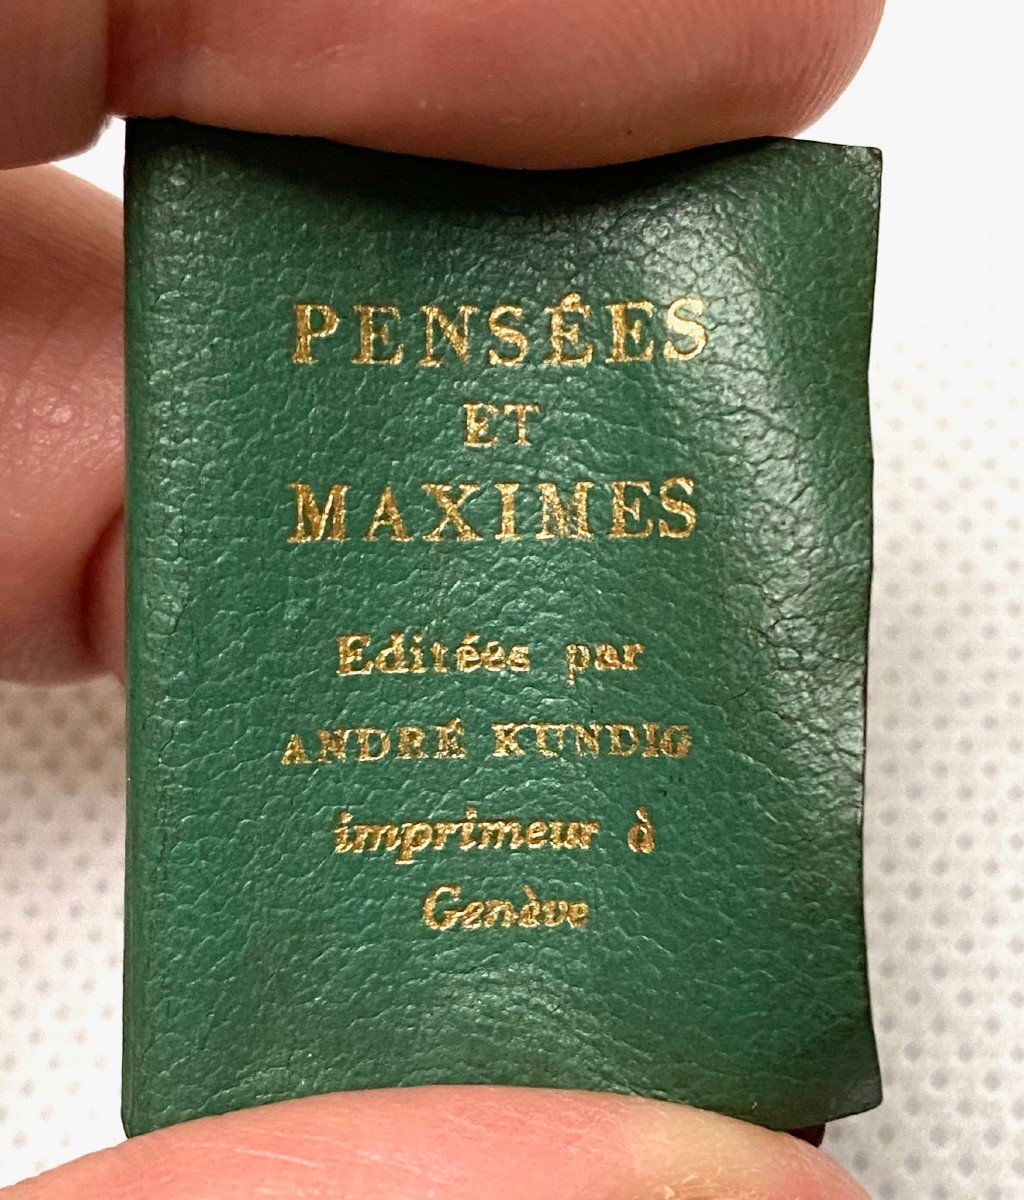 PENSÉES
ET
MAXIMES
Editées par
ANDRÉ KUNDIG
imprimeur à
Genève